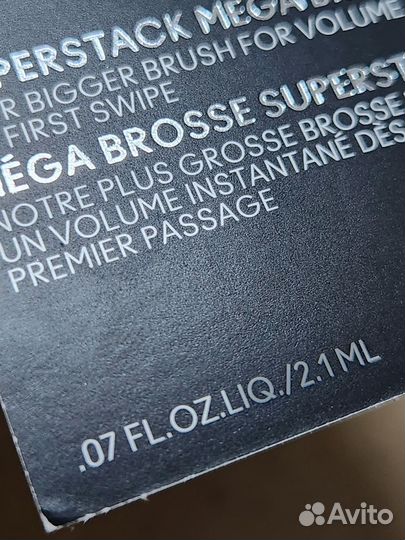 PERSTACK MEGA
R BIGGER BRUSH FOR VOLUME
FIRST SWIPE
ÉGA BROSSE SUPERST
NOTRE PLUS GROSSE BROSSE
UN VOLUME INSTANTANÉ DÈS
PREMIER PASSAGE
.07 FL.OZ.LIQ./2.1 ML
Avito